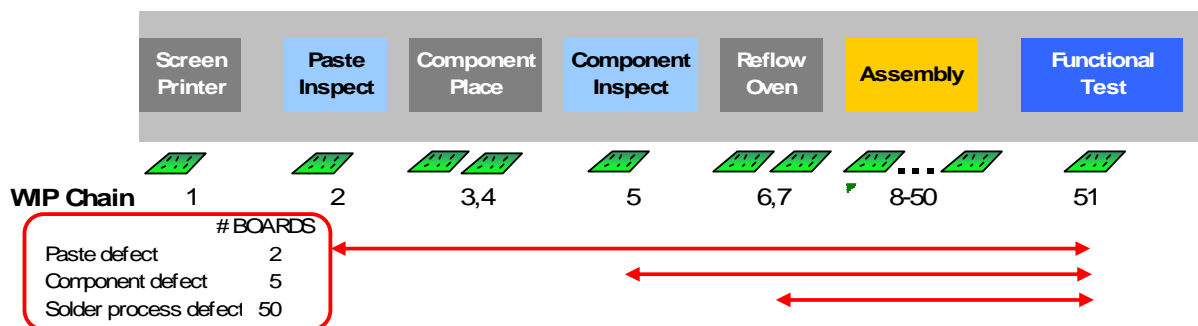 Screen Printer
Paste Inspect
Component Place
Component Inspect
Reflow Oven
Assembly
Functional Test
WIP Chain 1 2 3,4 5 6,7 8-50 51
# BOARDS
Paste defect 2
Component defect 5
Solder process defect 50